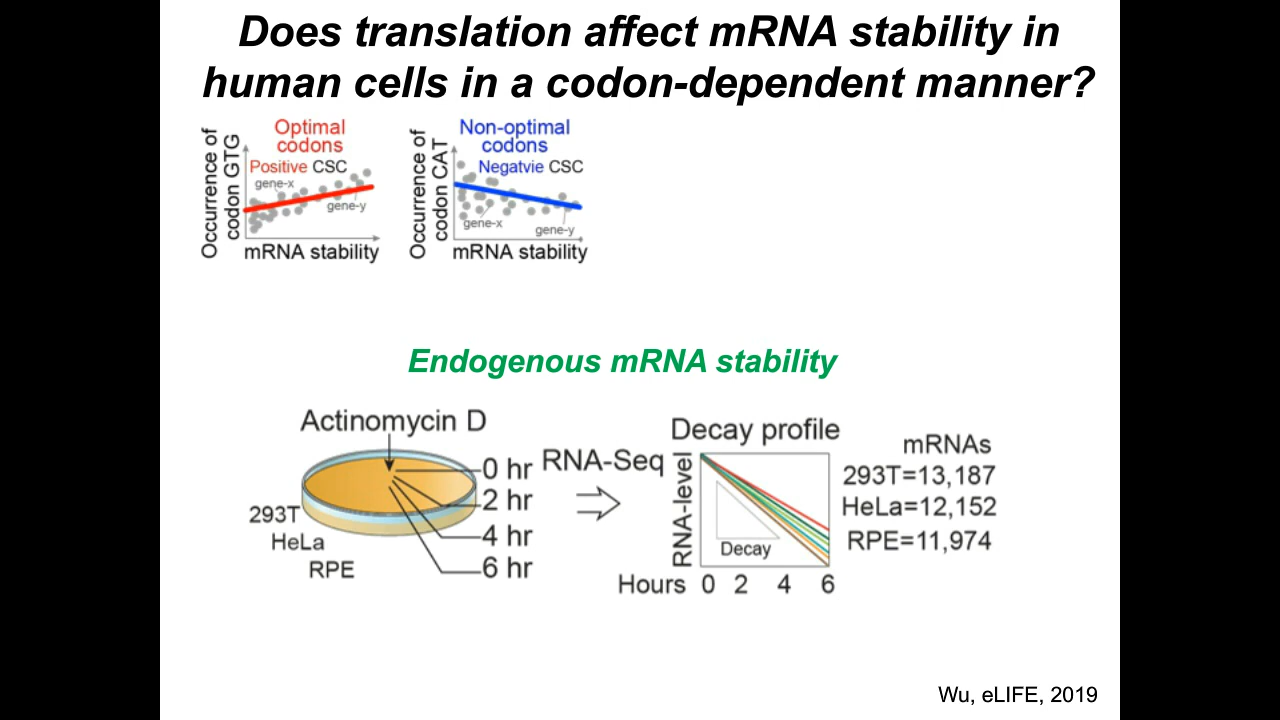 Does translation affect mRNA stability in
human cells in a codon-dependent manner?
Occurrence of
codon GTG
Optimal
codons
Positive CSC
gene-x
gene-y
mRNA stability
Occurrence of
codon CAT
Non-optimal
codons
Negatvie CSC
gene-x
gene-y
mRNA stability
Endogenous mRNA stability
Actinomycin D
0 hr
2 hr
4 hr
6 hr
293T
HeLa
RPE
RNA-Seq
Decay profile
RNA-level
Decay
Hours 0 2 4 6
mRNAs
293T=13,187
HeLa=12,152
RPE=11,974
Wu, eLIFE, 2019